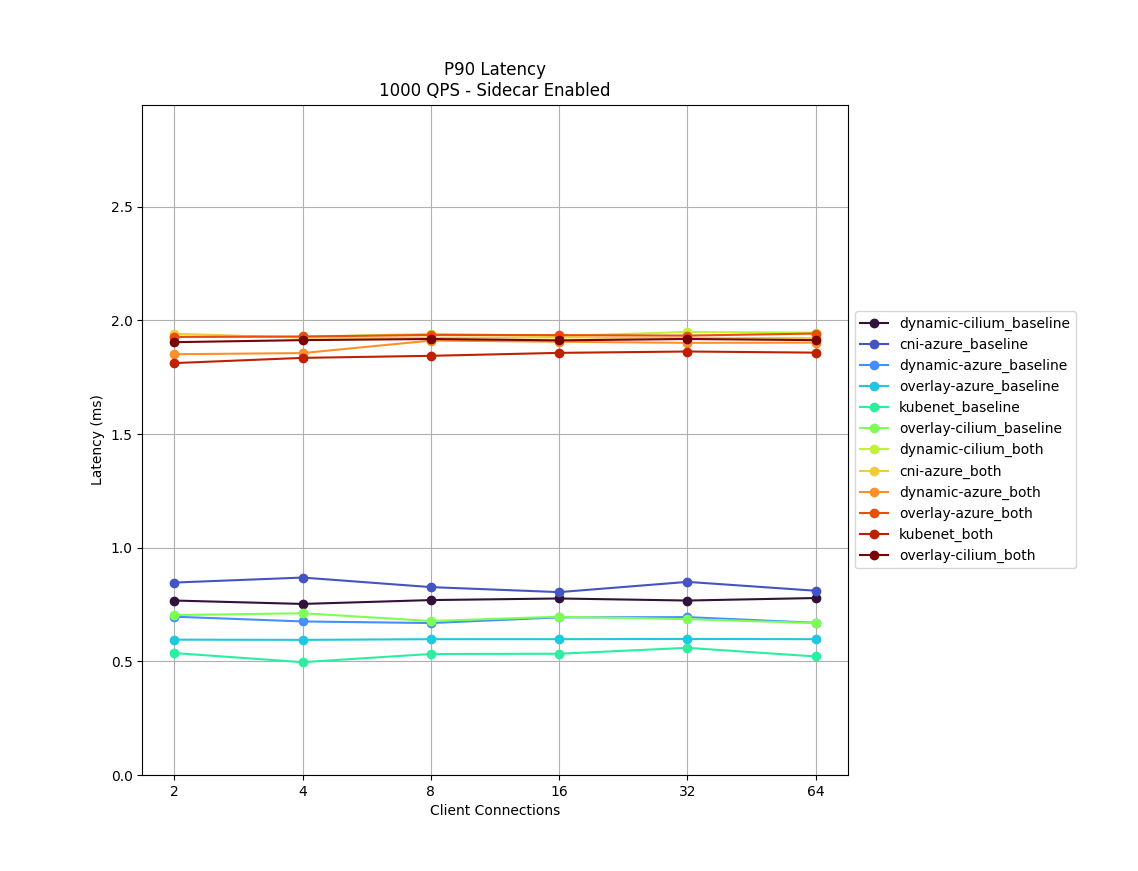 P90 Latency
1000 QPS - Sidecar Enabled
Latency (ms)
2.5
2.0
1.5
1.0
0.5
0.0
2 4 8 16 32 64
Client Connections
dynamic-cilium_baseline
cni-azure_baseline
dynamic-azure_baseline
overlay-azure_baseline
kubenet_baseline
overlay-cilium_baseline
dynamic-cilium_both
cni-azure_both
dynamic-azure_both
overlay-azure_both
kubenet_both
overlay-cilium_both